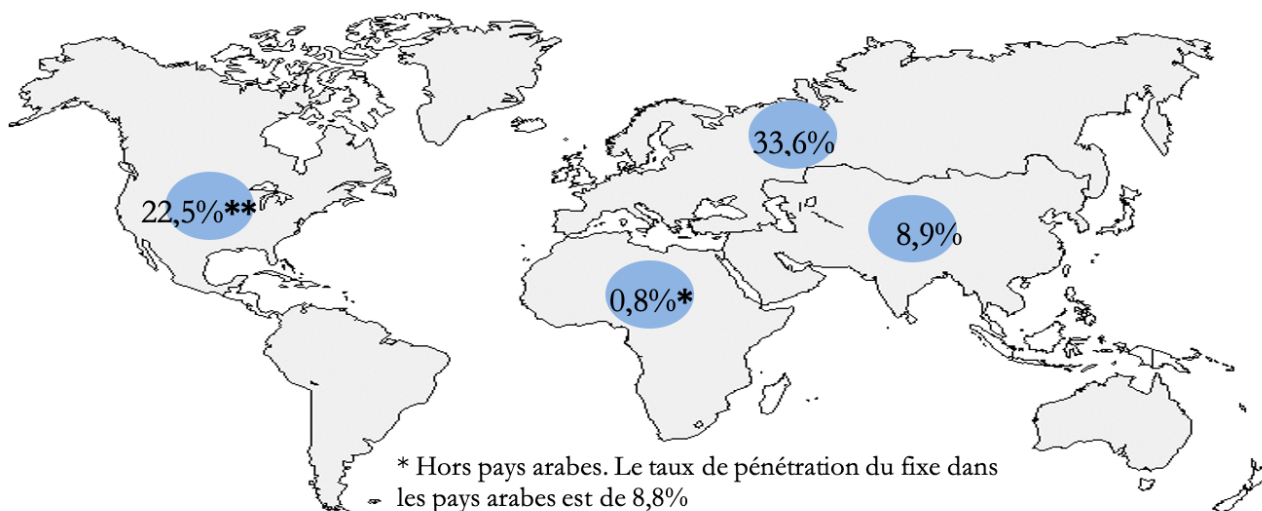 33,6%
22,5%**
8,9%
0,8%*
* Hors pays arabes. Le taux de pénétration du fixe dans
les pays arabes est de 8,8%